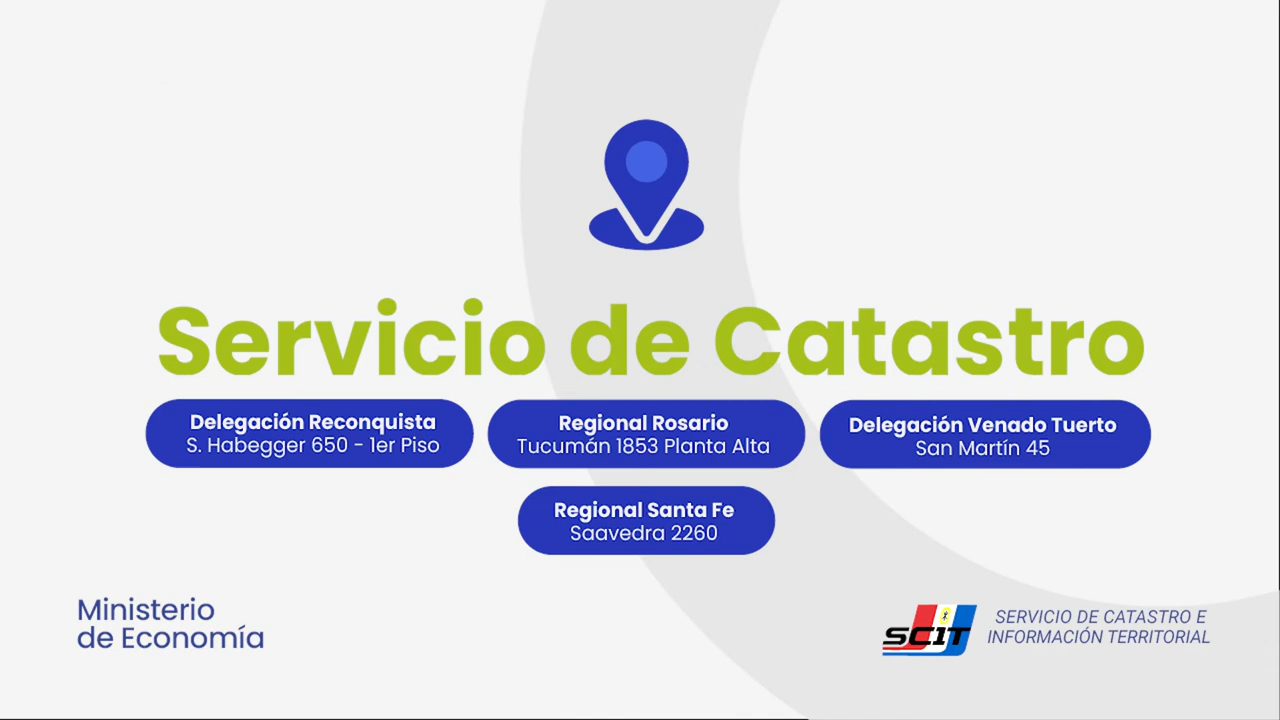 Servicio de Catastro
Delegación Reconquista
S. Habegger 650 - 1er Piso
Regional Rosario
Tucumán 1853 Planta Alta
Delegación Venado Tuerto
San Martín 45
Regional Santa Fe
Saavedra 2260
Ministerio
de Economía
SCIT
SERVICIO DE CATASTRO E
INFORMACIÓN TERRITORIAL